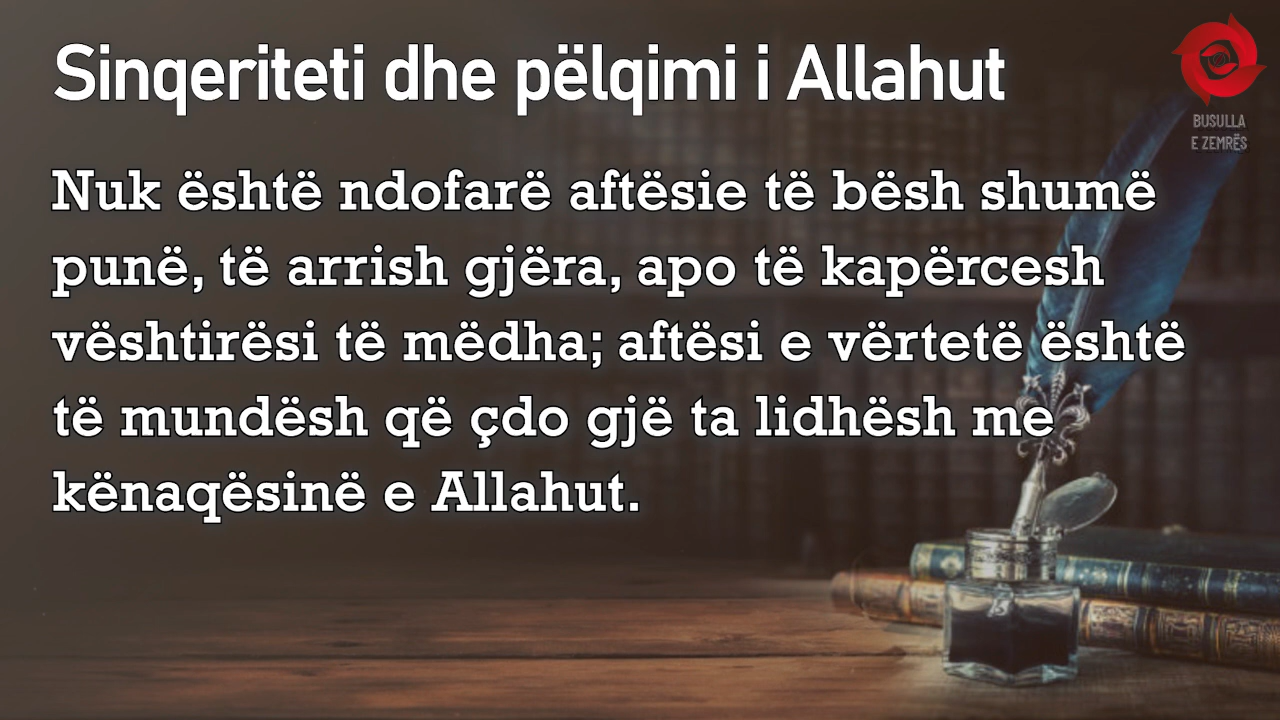 Sinqeriteti dhe pëlqimi i Allahut
BUSULLA
E ZEMRËS
Nuk është ndofarë aftësie të bësh shumë
punë, të arrish gjëra, apo të kapërcesh
vështirësi të mëdha; aftësi e vërtetë është
të mundësh që çdo gjë ta lidhësh me
kënaqësinë e Allahut.